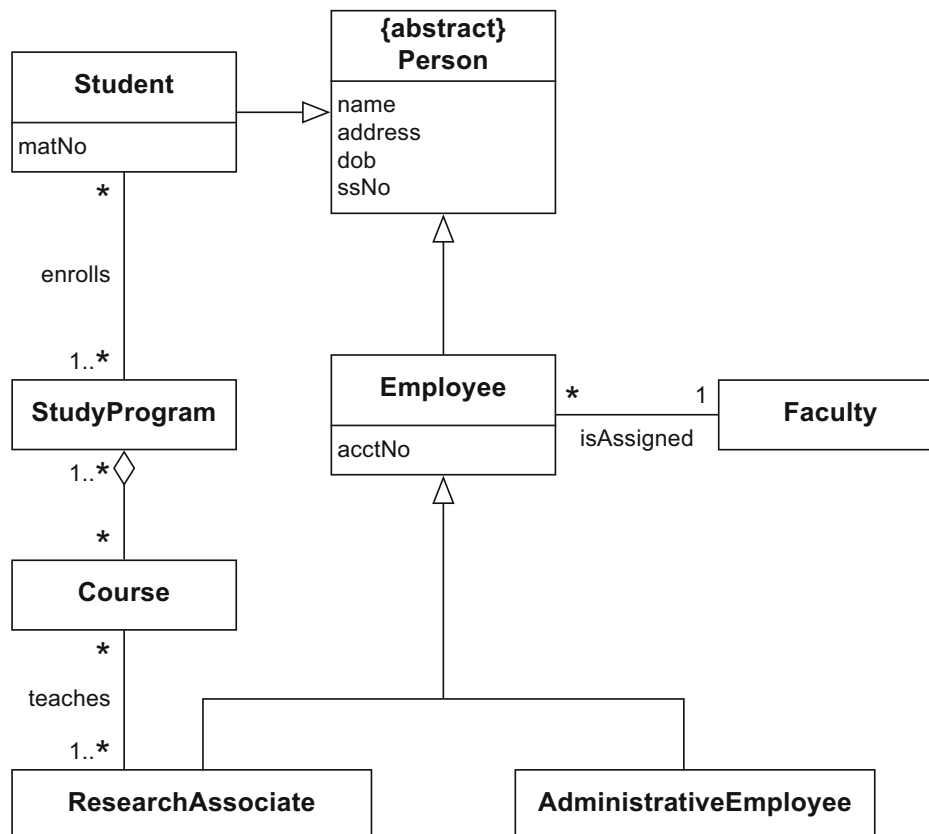 {abstract}
Person
name
address
dob
ssNo
Student
matNo
*
enrolls
1..*
StudyProgram
1..*
*
Course
*
teaches
1..*
ResearchAssociate
Employee
acctNo
*
1
isAssigned
Faculty
AdministrativeEmployee